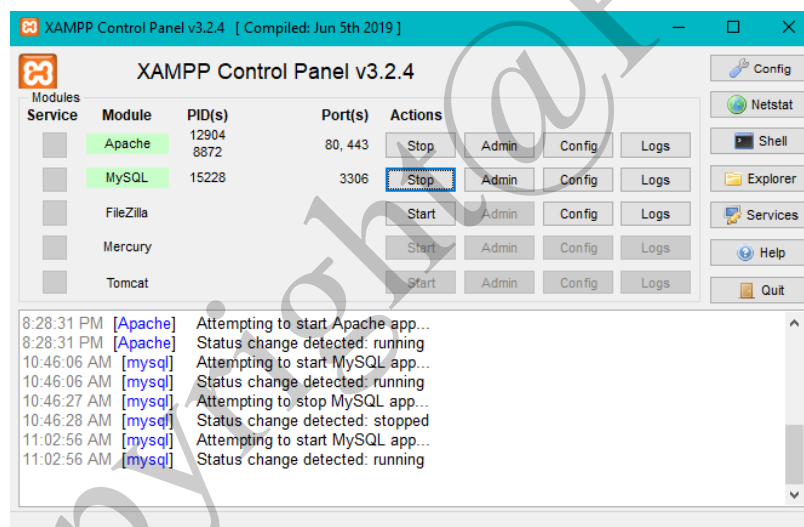 XAMPP Control Panel v3.2.4 [ Compiled: Jun 5th 2019 ]
XAMPP Control Panel v3.2.4
Config
Modules
Netstat
Service Module PID(s) Port(s) Actions
Apache 12904 8872 80, 443 Stop Admin Config Logs
Shell
MySQL 15228 3306 Stop Admin Config Logs
Explorer
FileZilla Start Admin Config Logs
Services
Mercury Start Admin Config Logs
Help
Tomcat Start Admin Config Logs
Quit
8:28:31 PM [Apache] Attempting to start Apache app...
8:28:31 PM [Apache] Status change detected: running
10:46:06 AM [mysql] Attempting to start MySQL app...
10:46:06 AM [mysql] Status change detected: running
10:46:27 AM [mysql] Attempting to stop MySQL app...
10:46:28 AM [mysql] Status change detected: stopped
11:02:56 AM [mysql] Attempting to start MySQL app...
11:02:56 AM [mysql] Status change detected: running